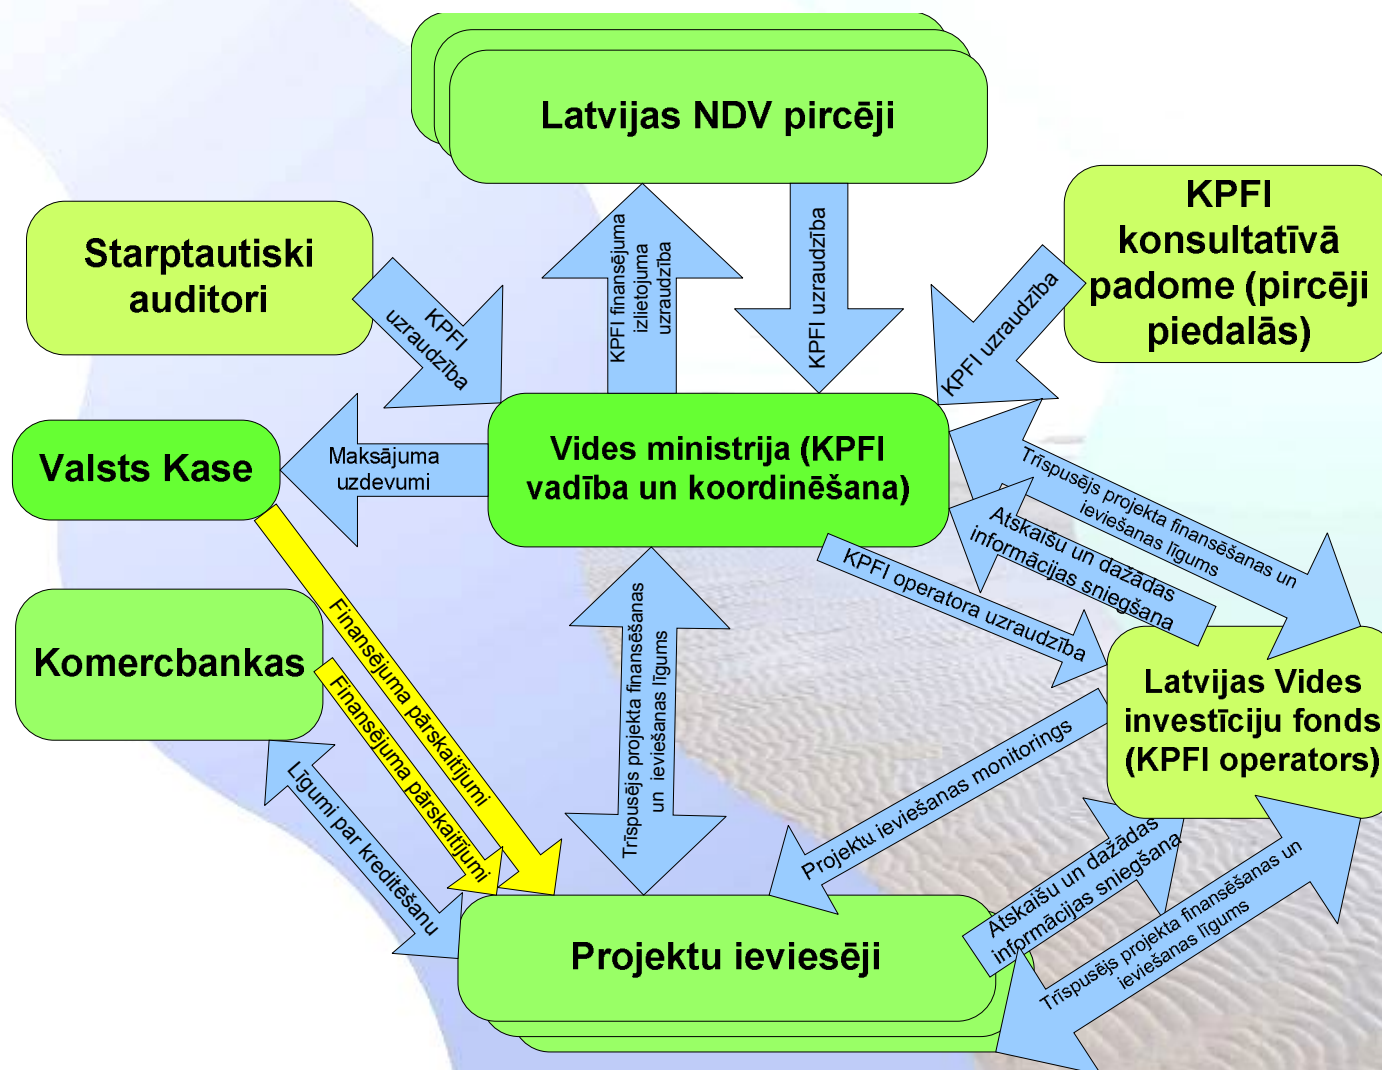 Latvijas NDV pircēji
KPFI
konsultatīvā
padome (pircēji
piedalās)
Starptautiski
auditori
KPFI
uzraudzība
KPFI finansējuma
izlietojuma
uzraudzība
KPFI uzraudzība
KPFI uzraudzība
Valsts Kase
Maksājuma
uzdevumi
Vides ministrija (KPFI
vadība un koordinēšana)
Trīspusējs projekta finansēšanas un
ieviešanas līgums
Atskaišu un dažādas
informācijas sniegšana
KPFI operatora uzraudzība
Komercbankas
Finansējuma pārskaitījumi
Finansējuma pārskaitījumi
Līgumi par kreditēšanu
Trīspusējs projekta finansēšanas
un ieviešanas līgums
Latvijas Vides
investīciju fonds
(KPFI operators)
Projektu ieviešanas monitorings
Atskaišu un dažādas
informācijas sniegšana
Trīspusējs projekta finansēšanas un
ieviešanas līgums
Projektu ieviesēji